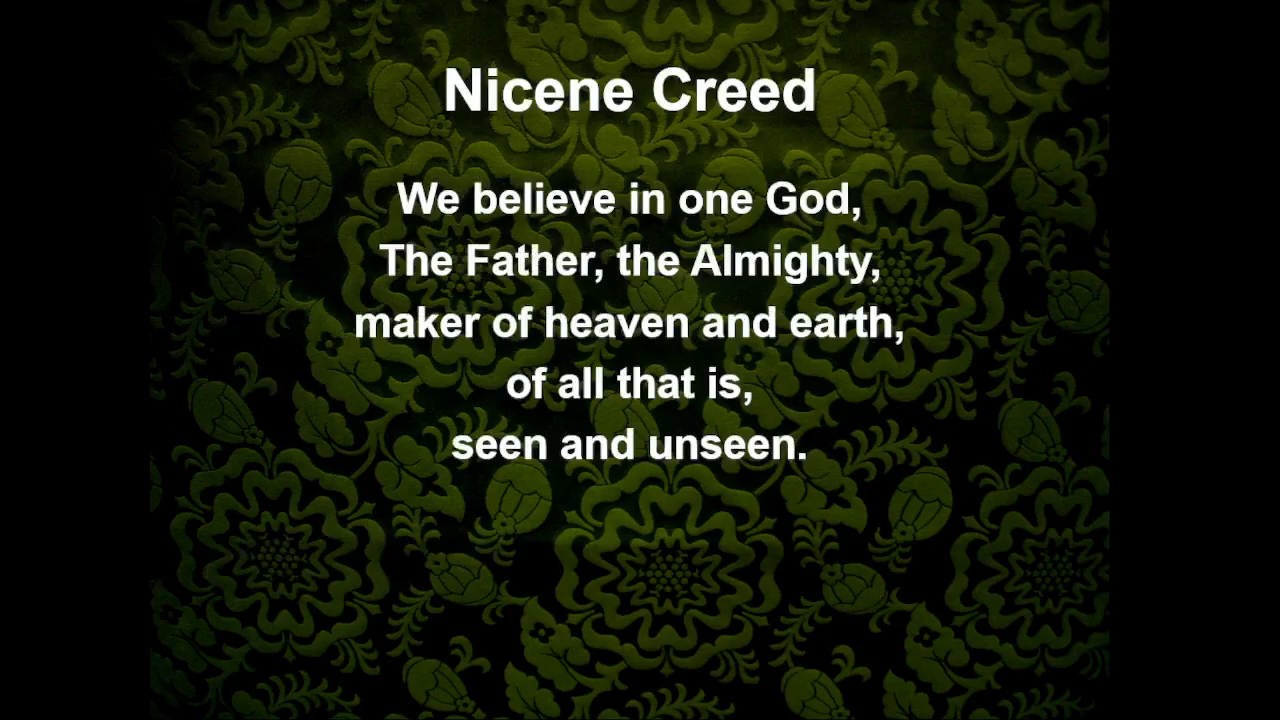 Nicene Creed
We believe in one God,
The Father, the Almighty,
maker of heaven and earth,
of all that is,
seen and unseen.